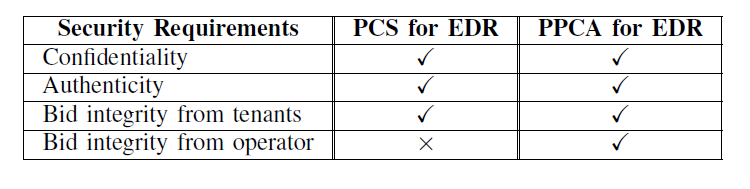 Security Requirements PCS for EDR PPCA for EDR
Confidentiality ✓ ✓
Authenticity ✓ ✓
Bid integrity from tenants ✓ ✓
Bid integrity from operator × ✓